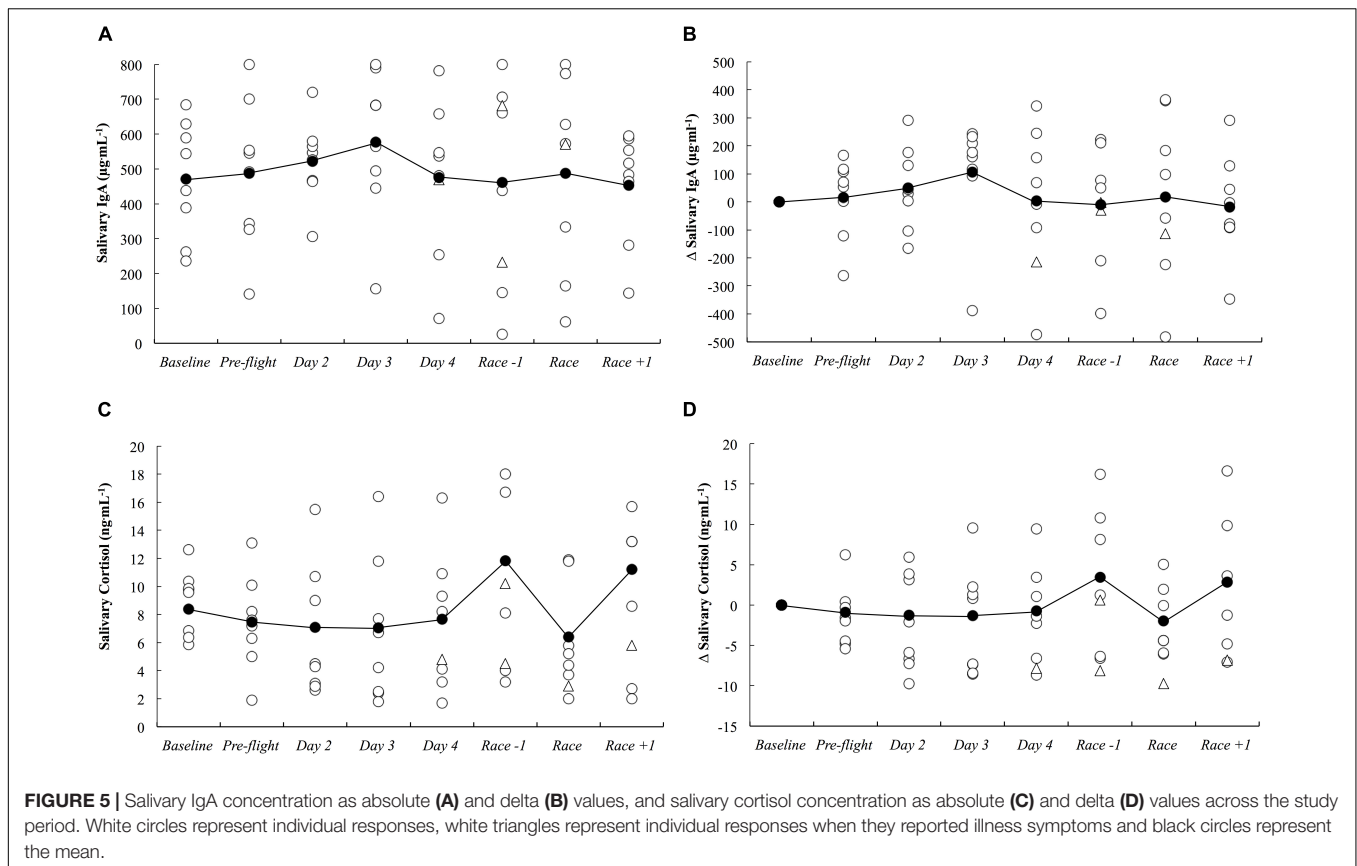 A
B
Salivary IgA (µg·mL⁻¹)
800
700
600
500
400
300
200
100
0
Baseline Pre-flight Day 2 Day 3 Day 4 Race -1 Race Race +1
Δ Salivary IgA (µg·ml⁻¹)
500
400
300
200
100
0
-100
-200
-300
-400
-500
Baseline Pre-flight Day 2 Day 3 Day 4 Race -1 Race Race +1
C
D
Salivary Cortisol (ng·mL⁻¹)
20
18
16
14
12
10
8
6
4
2
0
Baseline Pre-flight Day 2 Day 3 Day 4 Race -1 Race Race +1
Δ Salivary Cortisol (ng·mL⁻¹)
20
15
10
5
0
-5
-10
-15
Baseline Pre-flight Day 2 Day 3 Day 4 Race -1 Race Race +1
FIGURE 5 | Salivary IgA concentration as absolute (A) and delta (B) values, and salivary cortisol concentration as absolute (C) and delta (D) values across the study
period. White circles represent individual responses, white triangles represent individual responses when they reported illness symptoms and black circles represent
the mean.